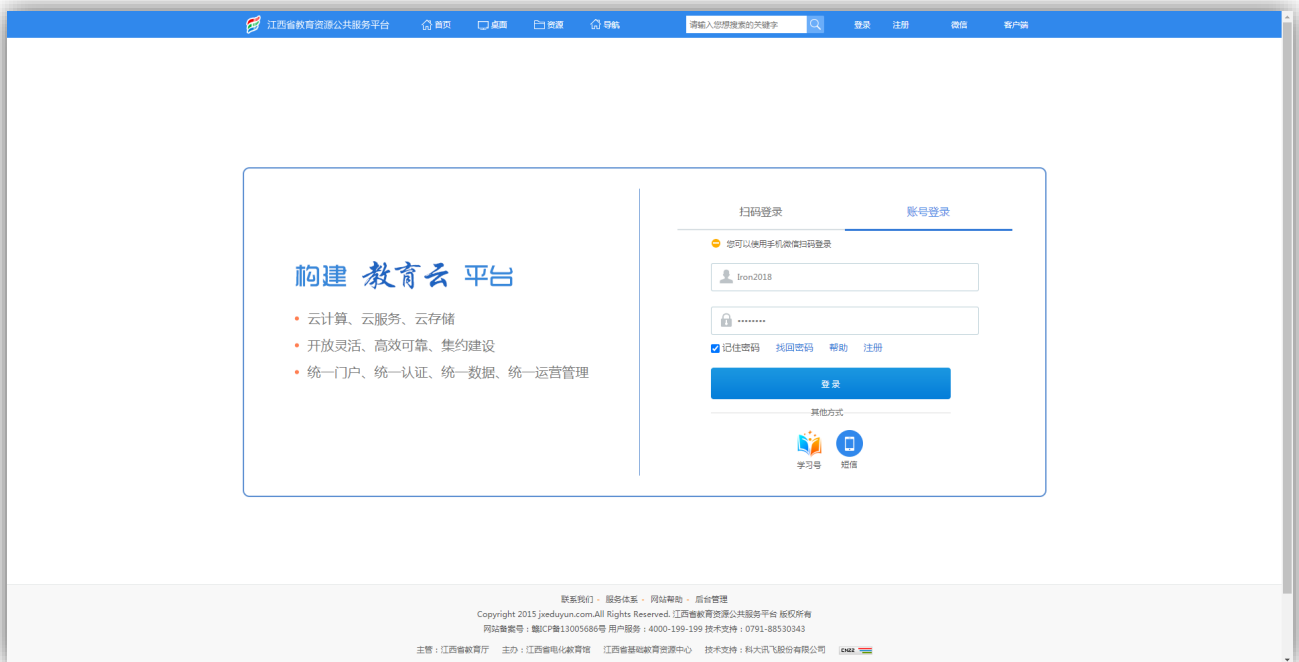 江西省教育资源公共服务平台 首页 桌面 资源 导航 请输入您想搜索的关键字 登录 注册 微信 客户端
构建 教育云 平台
云计算、云服务、云存储
开放灵活、高效可靠、集约建设
统一门户、统一认证、统一数据、统一运营管理
扫码登录 账号登录
您可以使用手机微信扫码登录
Iron2018
••••••••
记住密码 找回密码 帮助 注册
登 录
其他方式
学习号 短信
联系我们 - 服务体系 - 网站帮助 - 后台管理
Copyright 2015 jxeduyun.com.All Rights Reserved. 江西省教育资源公共服务平台 版权所有
网站备案号：赣ICP备13005686号 用户服务：4000-199-199 技术支持：0791-88530343
主管：江西省教育厅 主办：江西省电化教育馆 江西省基础教育资源中心 技术支持：科大讯飞股份有限公司 CNZZ